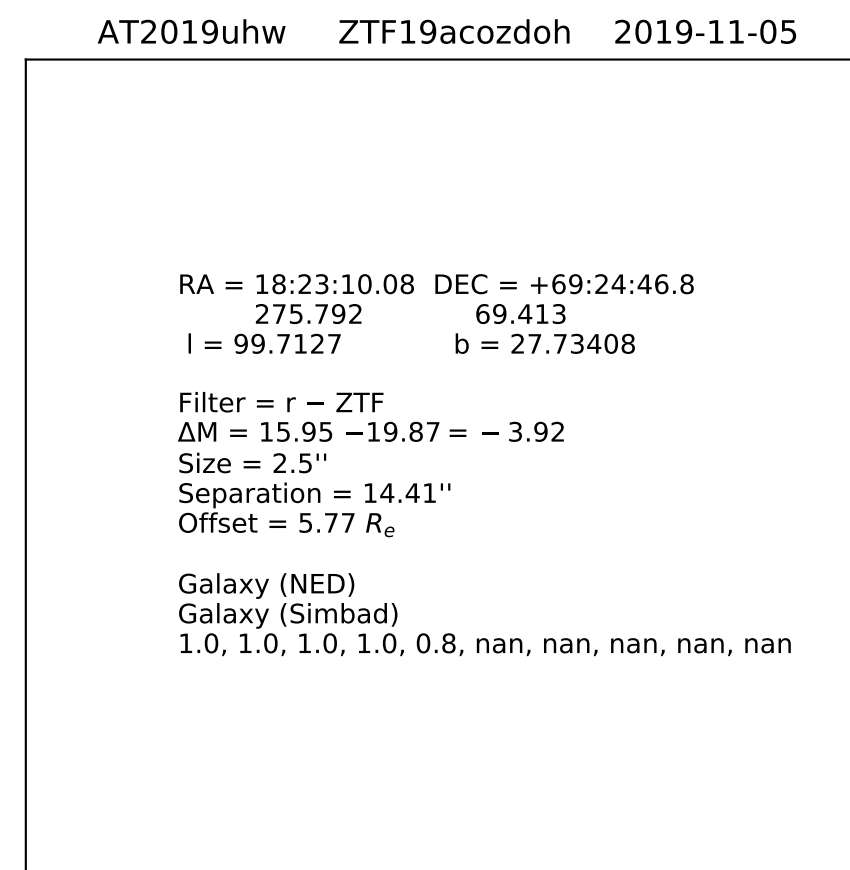 AT2019uhw ZTF19acozdoh 2019-11-05
RA = 18:23:10.08 DEC = +69:24:46.8
275.792 69.413
l = 99.7127 b = 27.73408
Filter = r − ZTF
ΔM = 15.95 −19.87 = − 3.92
Size = 2.5''
Separation = 14.41''
Offset = 5.77 Re
Galaxy (NED)
Galaxy (Simbad)
1.0, 1.0, 1.0, 1.0, 0.8, nan, nan, nan, nan, nan